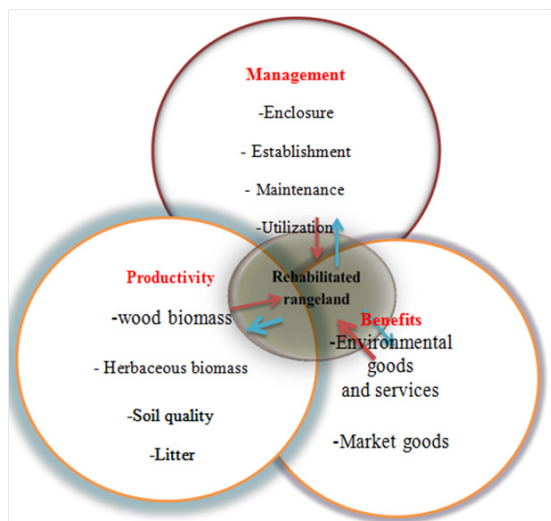 Management
-Enclosure
- Establishment
- Maintenance
-Utilization
Rehabilitated
rangeland
Productivity
-wood biomass
- Herbaceous biomass
-Soil quality
-Litter
Benefits
-Environmental
goods
and services
-Market goods